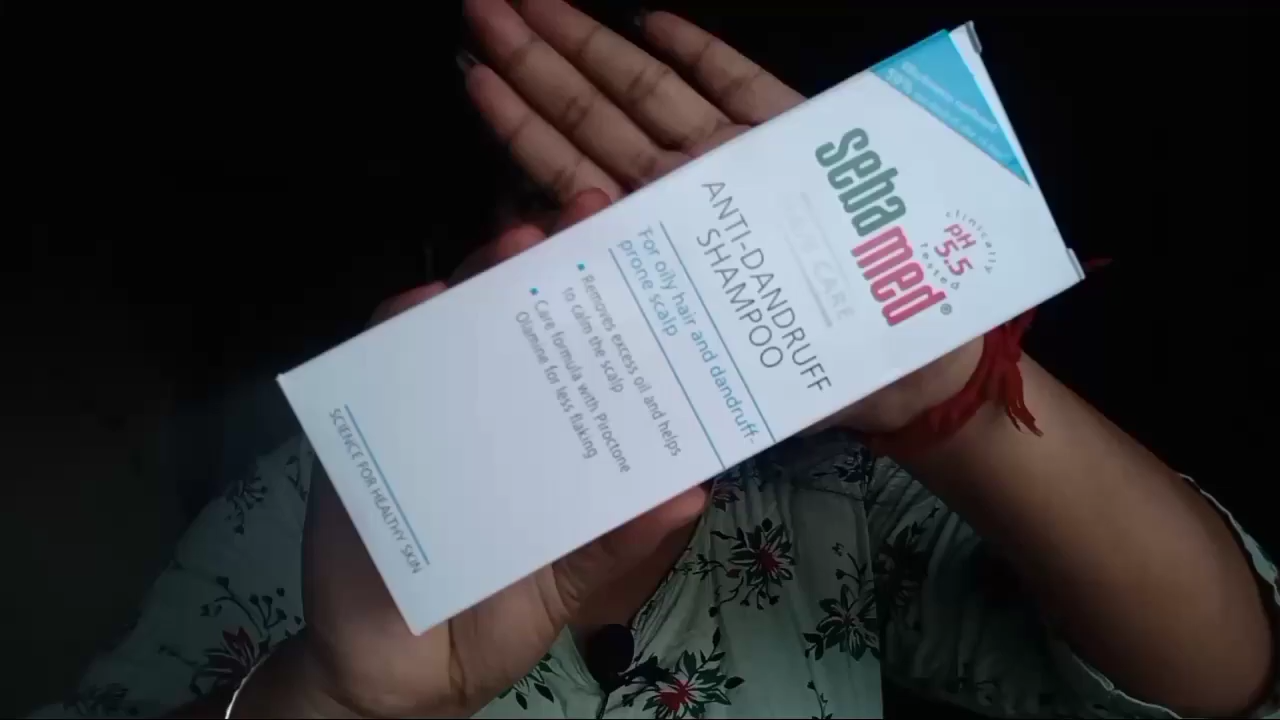 sebamed®
clinically
pH
5.5
Tested
CARE
ANTI-DANDRUFF
SHAMPOO
For oily hair and dandruff-
prone scalp
Removes excess oil and helps
to calm the scalp
Care formula with Piroctone
Olamine for less flaking
SCIENCE FOR HEALTHY SKIN